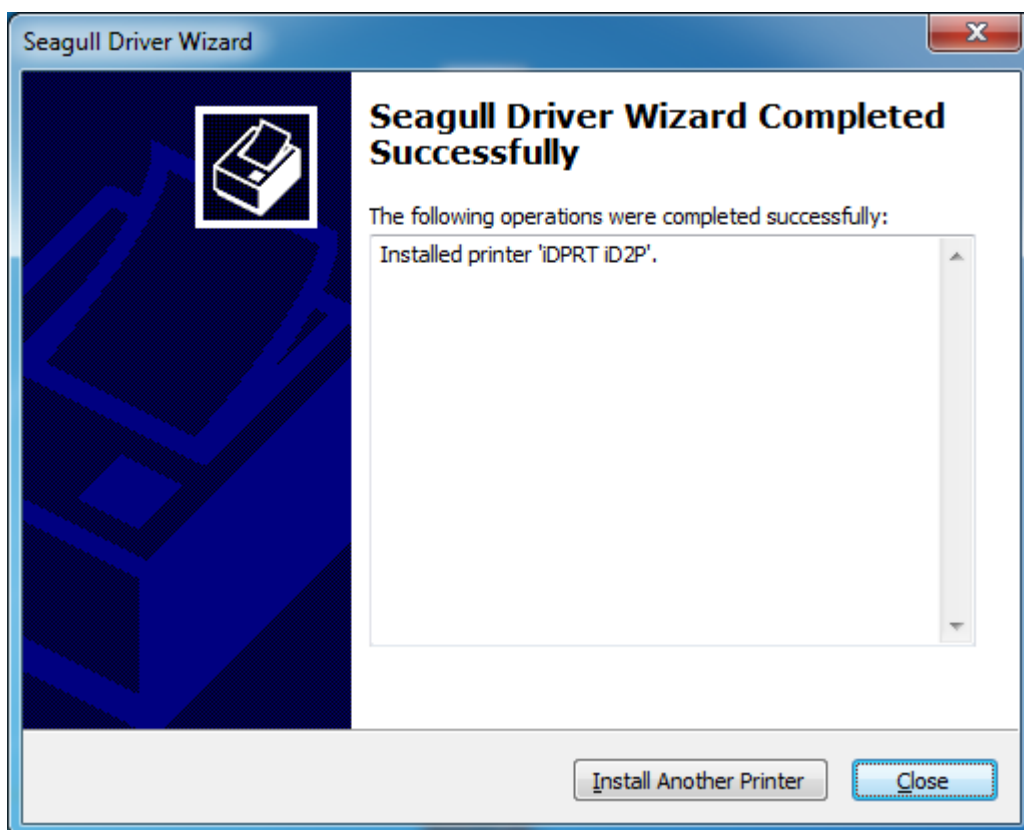 Seagull Driver Wizard
Seagull Driver Wizard Completed
Successfully
The following operations were completed successfully:
Installed printer 'iDPRT iD2P'.
Install Another Printer
Close